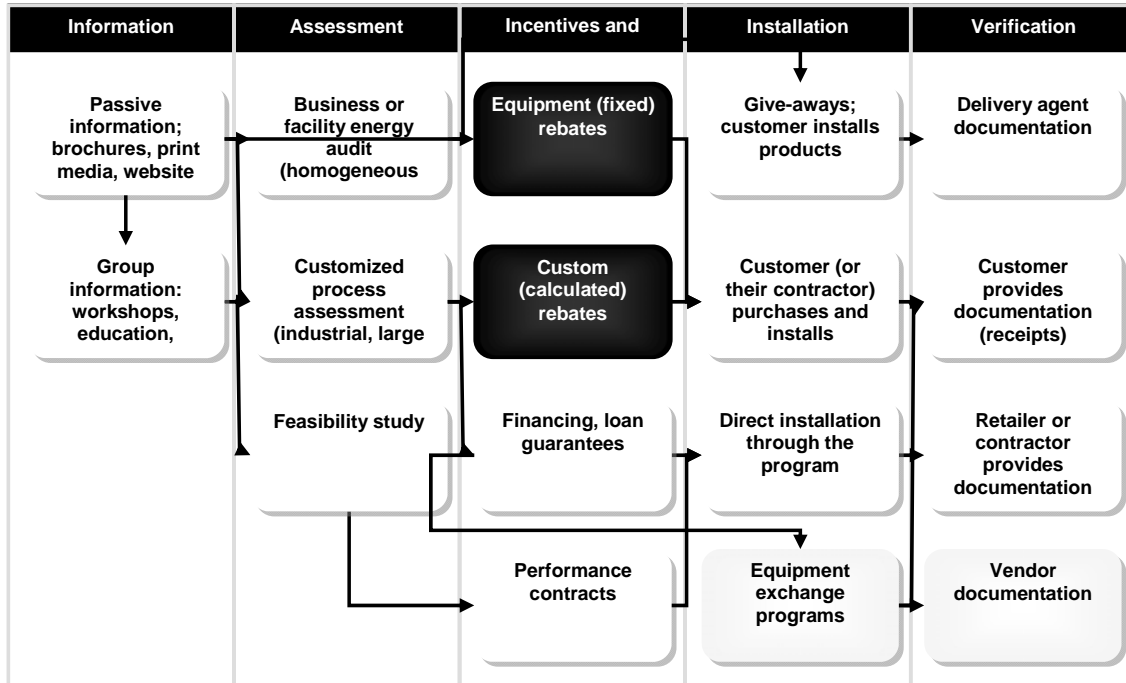 Information
Assessment
Incentives and
Installation
Verification
Passive
information;
brochures, print
media, website
Business or
facility energy
audit
(homogeneous
Equipment (fixed)
rebates
Give-aways;
customer installs
products
Delivery agent
documentation
Group
information:
workshops,
education,
Customized
process
assessment
(industrial, large
Custom
(calculated)
rebates
Customer (or
their contractor)
purchases and
installs
Customer
provides
documentation
(receipts)
Feasibility study
Financing, loan
guarantees
Direct installation
through the
program
Retailer or
contractor
provides
documentation
Performance
contracts
Equipment
exchange
programs
Vendor
documentation